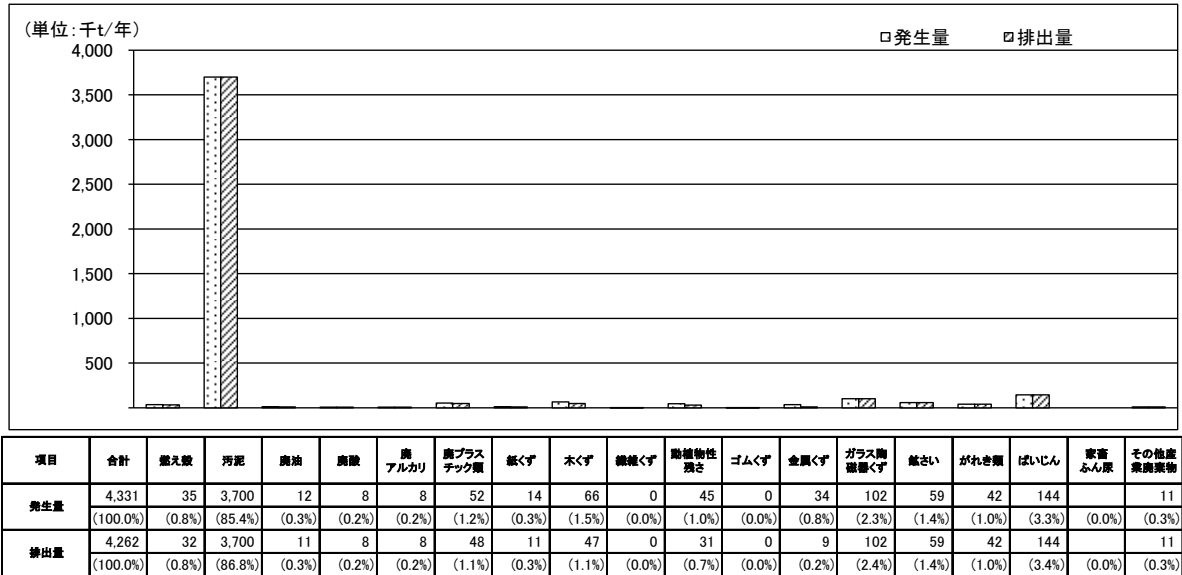 (単位:千t/年)
□発生量 □排出量
4,000
3,500
3,000
2,500
2,000
1,500
1,000
500
項目 合計 燃え殻 汚泥 廃油 廃酸 廃アルカリ 廃プラスチック類 紙くず 木くず 繊維くず 動植物性残さ ゴムくず 金属くず ガラス陶磁器くず 鉱さい がれき類 ばいじん 家畜ふん尿 その他産業廃棄物
発生量 4,331 35 3,700 12 8 8 52 14 66 0 45 0 34 102 59 42 144 11
(100.0%) (0.8%) (85.4%) (0.3%) (0.2%) (0.2%) (1.2%) (0.3%) (1.5%) (0.0%) (1.0%) (0.0%) (0.8%) (2.3%) (1.4%) (1.0%) (3.3%) (0.0%) (0.3%)
排出量 4,262 32 3,700 11 8 8 48 11 47 0 31 0 9 102 59 42 144 11
(100.0%) (0.8%) (86.8%) (0.3%) (0.2%) (0.2%) (1.1%) (0.3%) (1.1%) (0.0%) (0.7%) (0.0%) (0.2%) (2.4%) (1.4%) (1.0%) (3.4%) (0.0%) (0.3%)